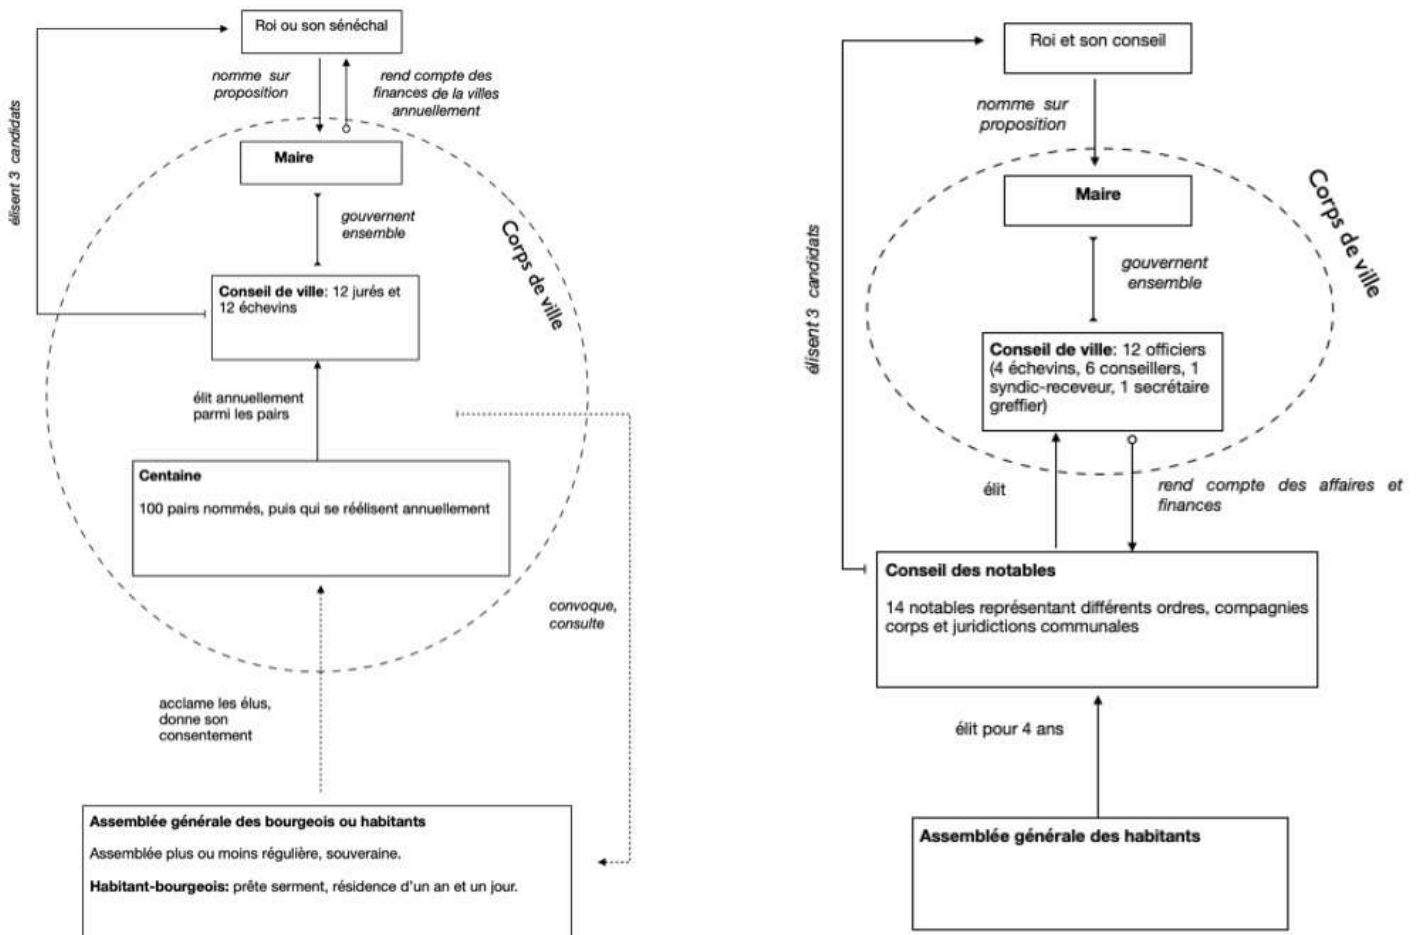 Roi ou son sénéchal
nomme sur
proposition
rend compte des
finances de la villes
annuellement
élisent 3 candidats
Maire
gouvernent
ensemble
Corps de ville
Conseil de ville: 12 jurés et
12 échevins
élit annuellement
parmi les pairs
Centaine
100 pairs nommés, puis qui se réélisent annuellement
convoque,
consulte
acclame les élus,
donne son
consentement
Assemblée générale des bourgeois ou habitants
Assemblée plus ou moins régulière, souveraine.
Habitant-bourgeois: prête serment, résidence d'un an et un jour.
Roi et son conseil
nomme sur
proposition
élisent 3 candidats
Maire
gouvernent
ensemble
Corps de ville
Conseil de ville: 12 officiers
(4 échevins, 6 conseillers, 1
syndic-receveur, 1 secrétaire
greffier)
élit
rend compte des affaires et
finances
Conseil des notables
14 notables représentant différents ordres, compagnies
corps et juridictions communales
élit pour 4 ans
Assemblée générale des habitants